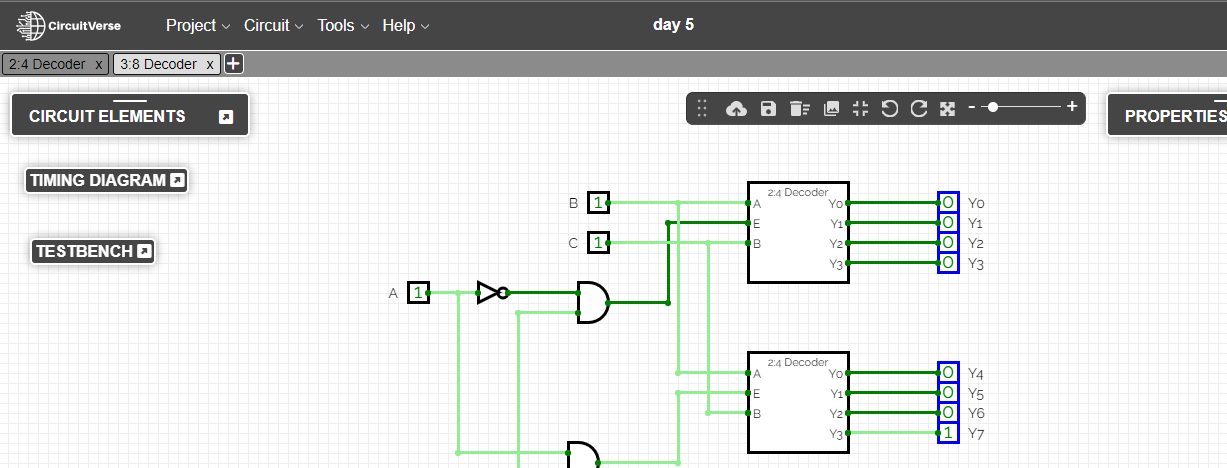 CircuitVerse Project Circuit Tools Help day 5
2:4 Decoder x 3:8 Decoder x +
CIRCUIT ELEMENTS
- +
PROPERTIES
TIMING DIAGRAM
TESTBENCH
B 1
C 1
A 1
2:4 Decoder
A Y0 0 Y0
E Y1 0 Y1
B Y2 0 Y2
Y3 0 Y3
2:4 Decoder
A Y0 0 Y4
E Y1 0 Y5
B Y2 0 Y6
Y3 1 Y7